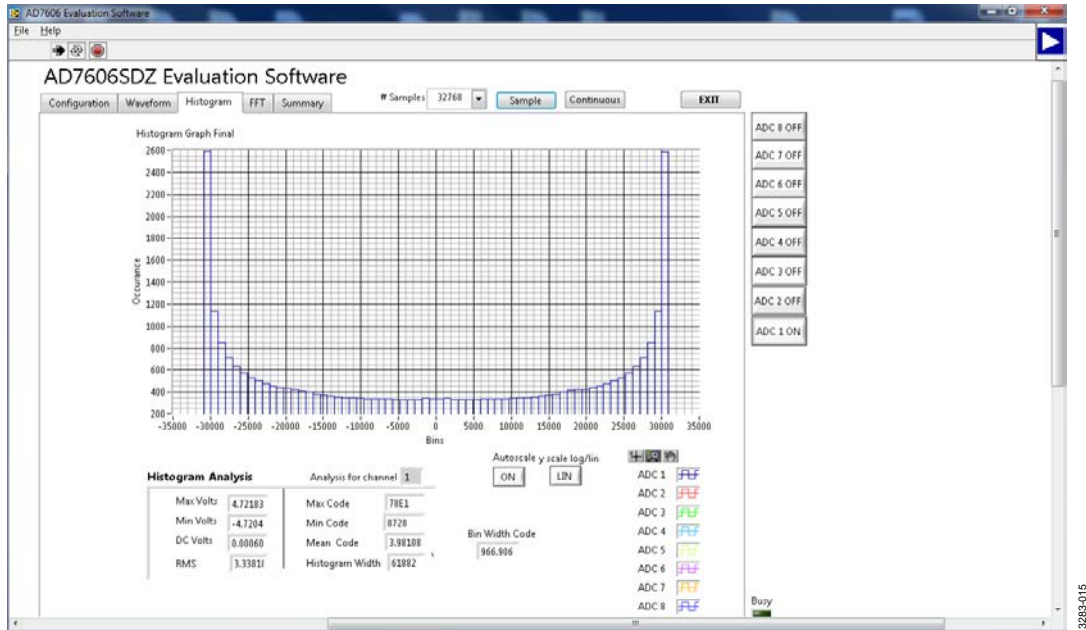 AD7606 Evaluation Software
File Help
AD7606SDZ Evaluation Software
Configuration Waveform Histogram FFT Summary # Samples 32768 Sample Continuous EXIT
Histogram Graph Final
2600
2400
2200
2000
1800
1600
1400
1200
1000
800
600
400
200
Occurance
-35000 -30000 -25000 -20000 -15000 -10000 -5000 0 5000 10000 15000 20000 25000 30000 35000
Bins
ADC 8 OFF
ADC 7 OFF
ADC 6 OFF
ADC 5 OFF
ADC 4 OFF
ADC 3 OFF
ADC 2 OFF
ADC 1 ON
Autoscale y scale log/lin
ON LIN
Histogram Analysis
Analysis for channel 1
Max Volts 4.72183
Min Volts -4.7204
DC Volts 0.00060
RMS 3.3381
Max Code 78E1
Min Code 8728
Mean Code 3.98108
Histogram Width 61882
Bin Width Code
966.906
ADC 1
ADC 2
ADC 3
ADC 4
ADC 5
ADC 6
ADC 7
ADC 8
Busy
3283-015